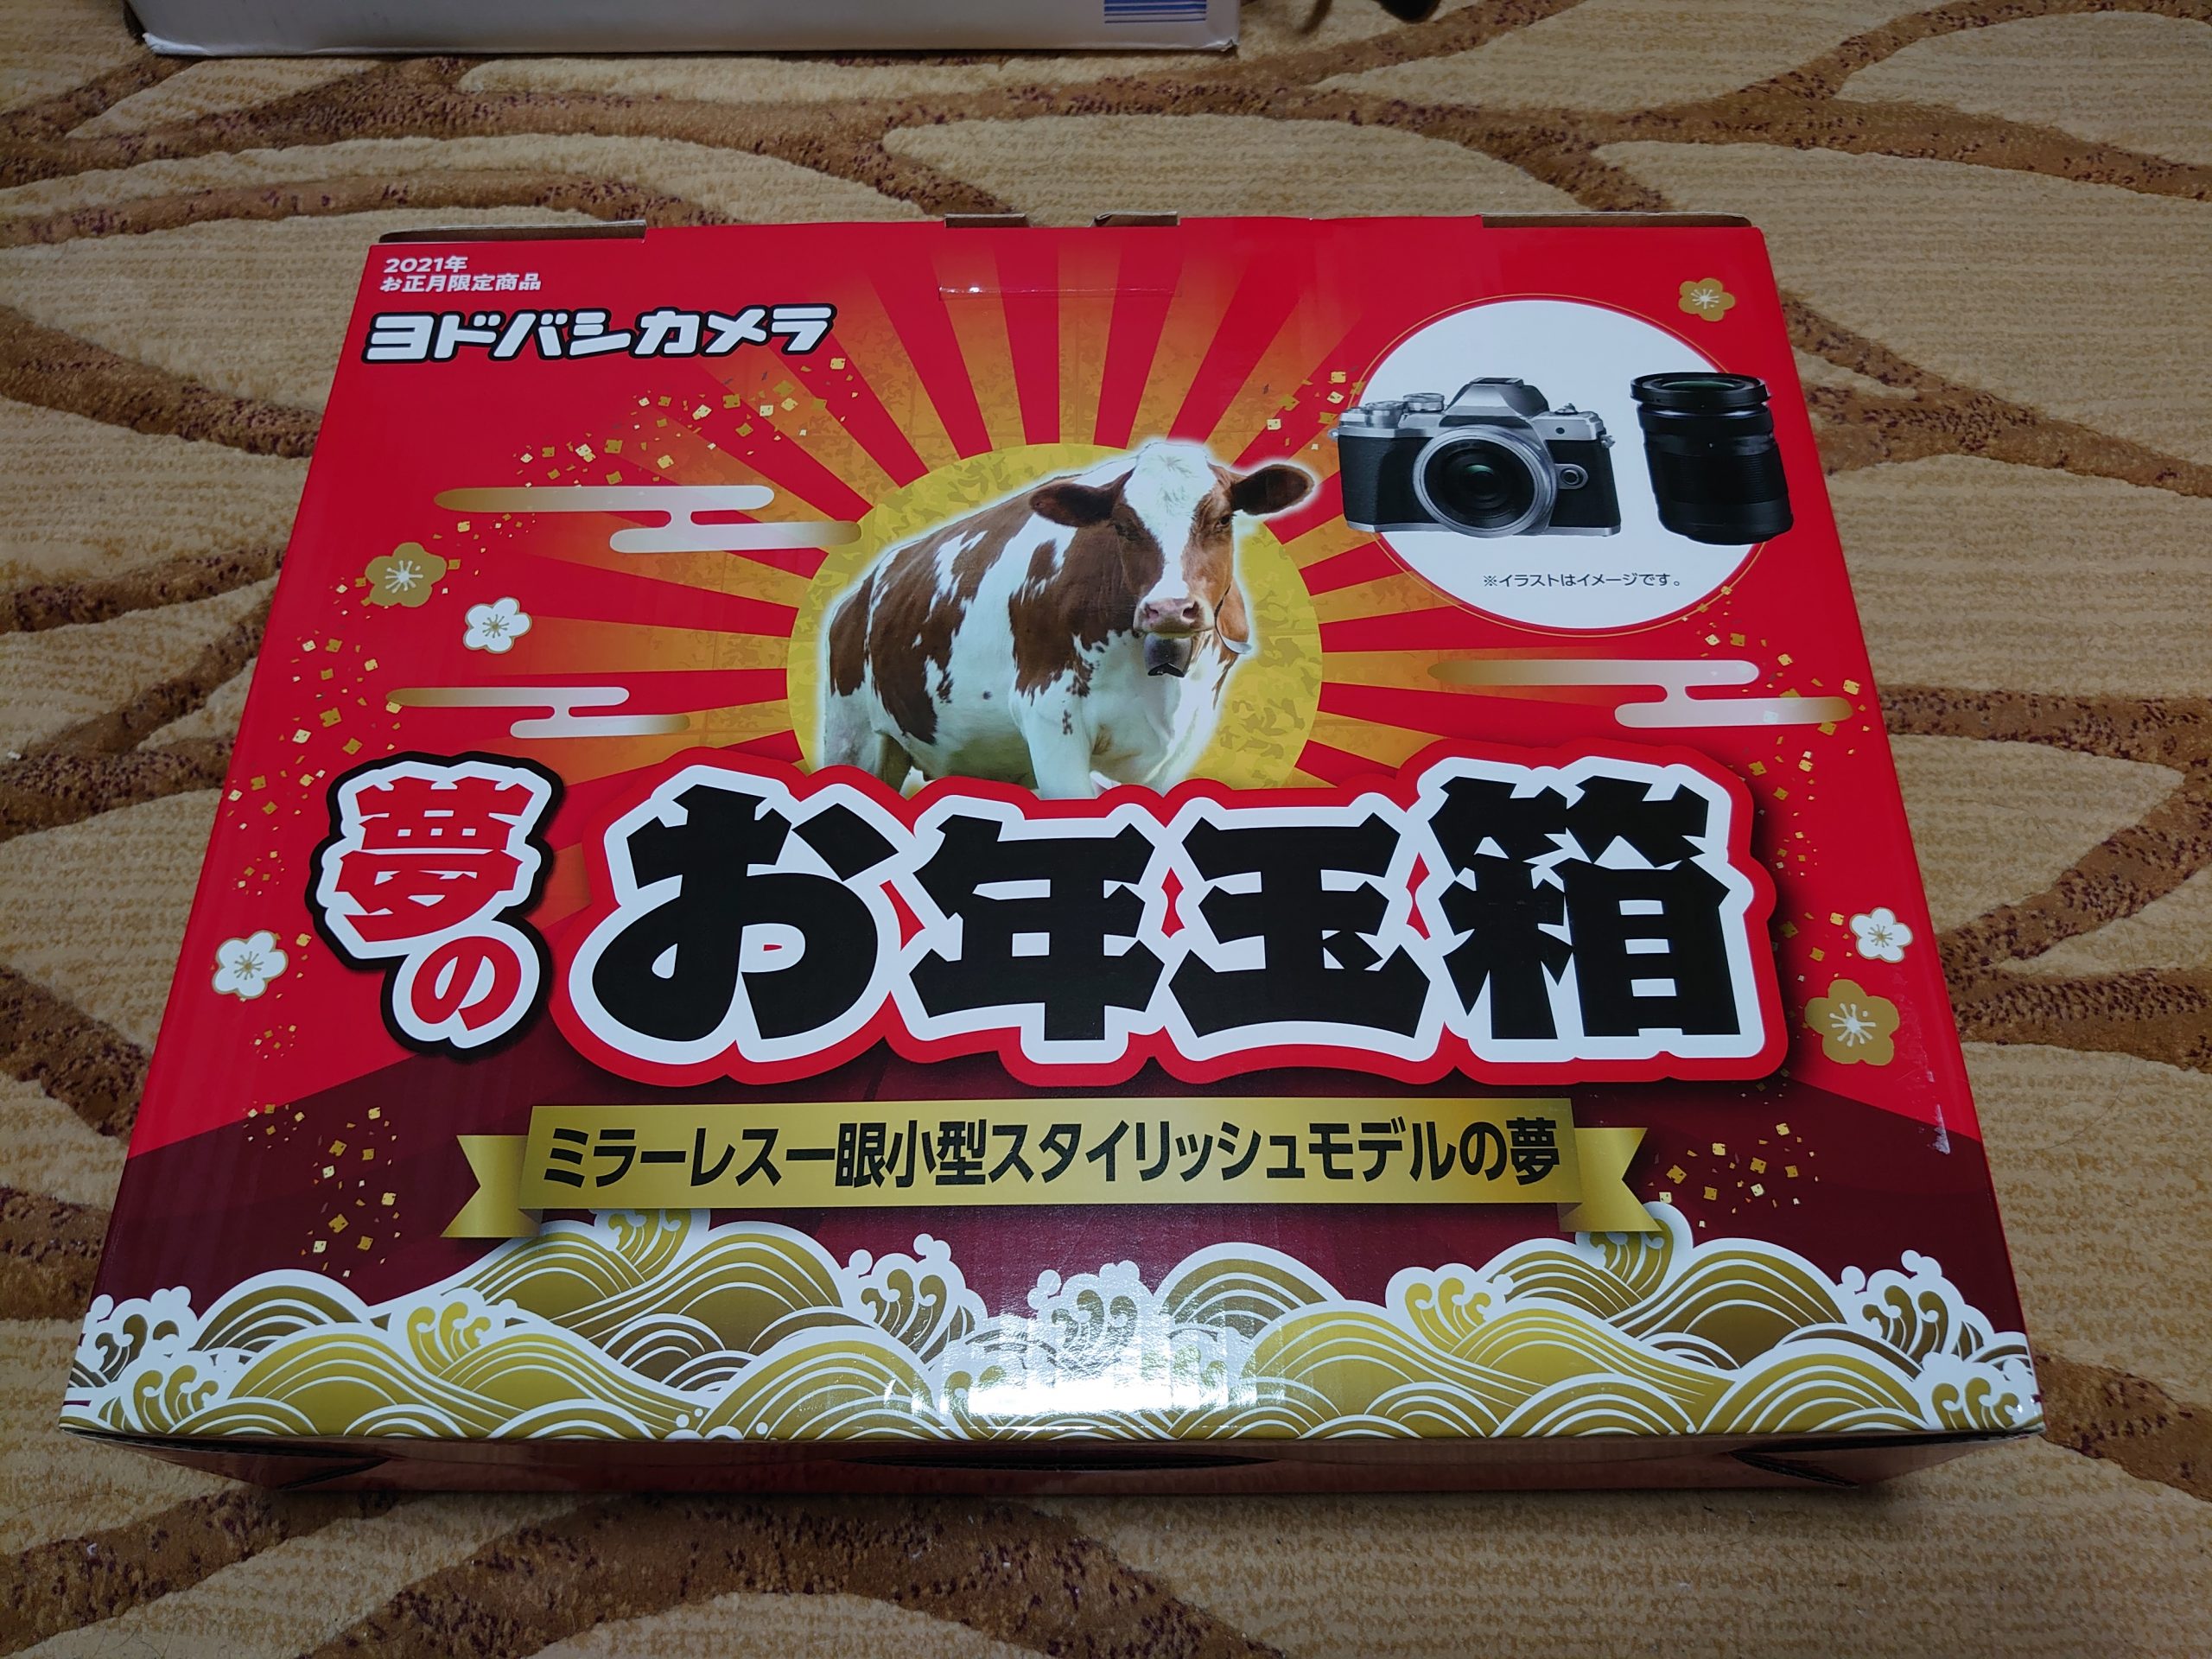 2021年
お正月限定商品
ヨドバシカメラ
※イラストはイメージです。
夢の
お年玉箱
ミラーレス一眼小型スタイリッシュモデルの夢